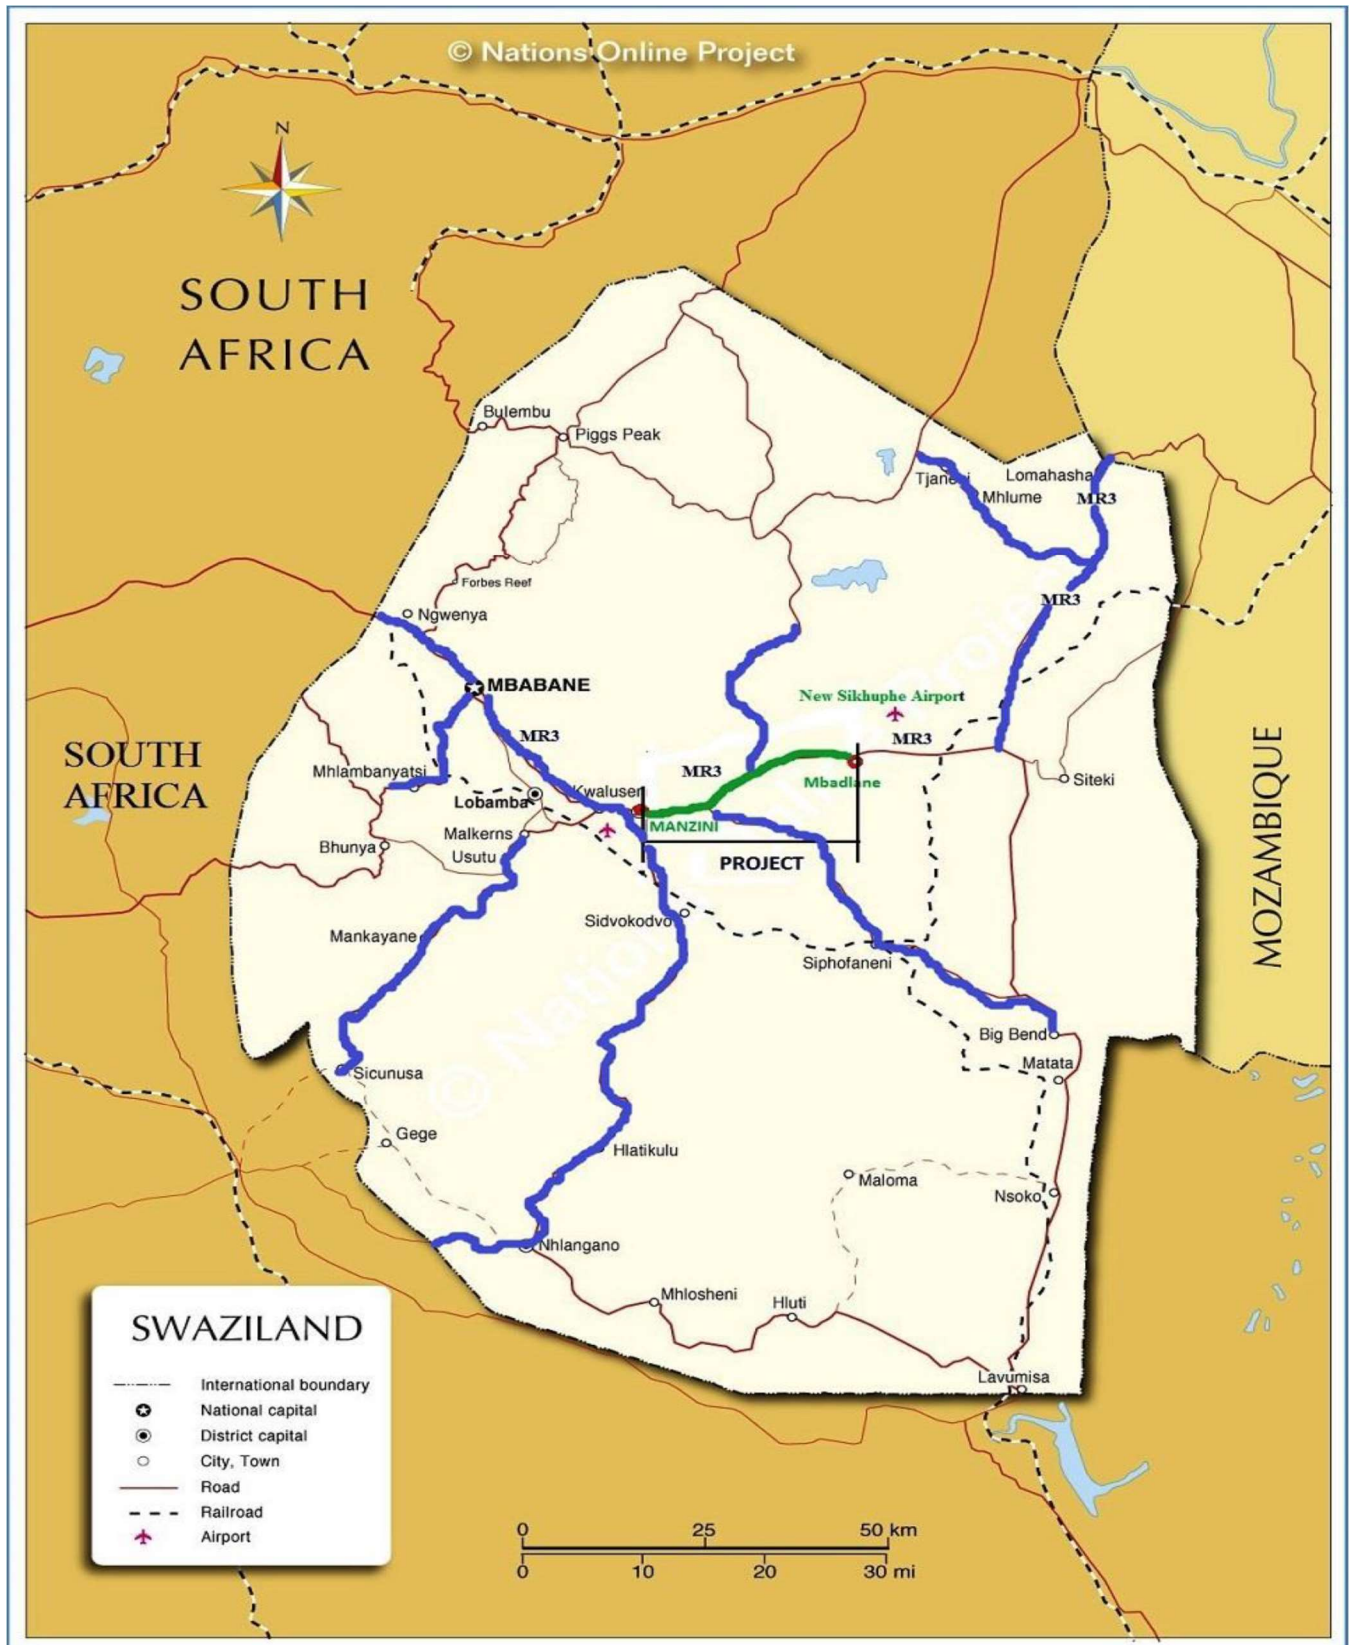 © Nations Online Project
N
SOUTH
AFRICA
Bulembu
Piggs Peak
Lomahasha
Mhlume
MR3
Forbes Reef
MR3
Ngwenya
MBABANE
New Sikhuphe Airport
MR3
MR3
SOUTH
AFRICA
Mhlambanyatsi
MR3
Siteki
Mbadlane
Lobamba
MANZINI
Malkerns
Usutu
Bhunya
PROJECT
MOZAMBIQUE
Sidvokodvo
Mankayane
Siphofaneni
Big Bend
Matata
Sicunusa
Gege
Hlatikulu
Maloma
Nsoko
Nhlangano
Mhlosheni
Hluti
Lavumisa
SWAZILAND
International boundary
National capital
District capital
City, Town
Road
Railroad
Airport
0 25 50 km
0 10 20 30 mi